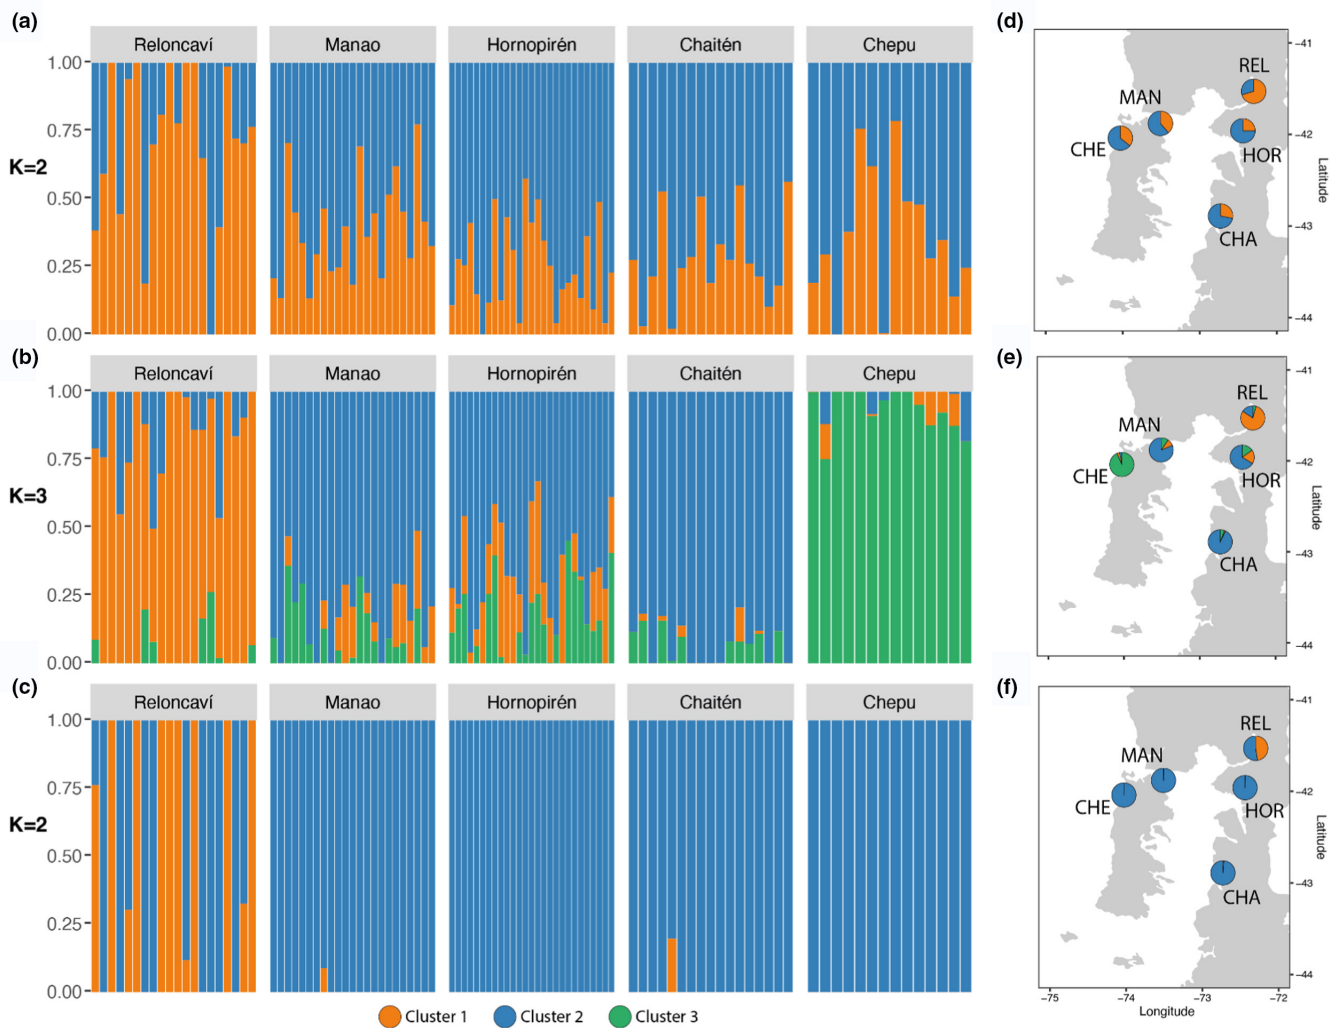 (a)
Reloncaví Manao Hornopirén Chaitén Chepu
1.00
0.75
K=2
0.50
0.25
0.00
(d)
REL
MAN
CHE
HOR
CHA
-41
-42
-43
-44
Latitude
(b)
Reloncaví Manao Hornopirén Chaitén Chepu
1.00
0.75
K=3
0.50
0.25
0.00
(e)
REL
MAN
CHE
HOR
CHA
-41
-42
-43
-44
Latitude
(c)
Reloncaví Manao Hornopirén Chaitén Chepu
1.00
0.75
K=2
0.50
0.25
0.00
(f)
REL
MAN
CHE
HOR
CHA
-41
-42
-43
-44
Latitude
-75 -74 -73 -72
Longitude
Cluster 1 Cluster 2 Cluster 3